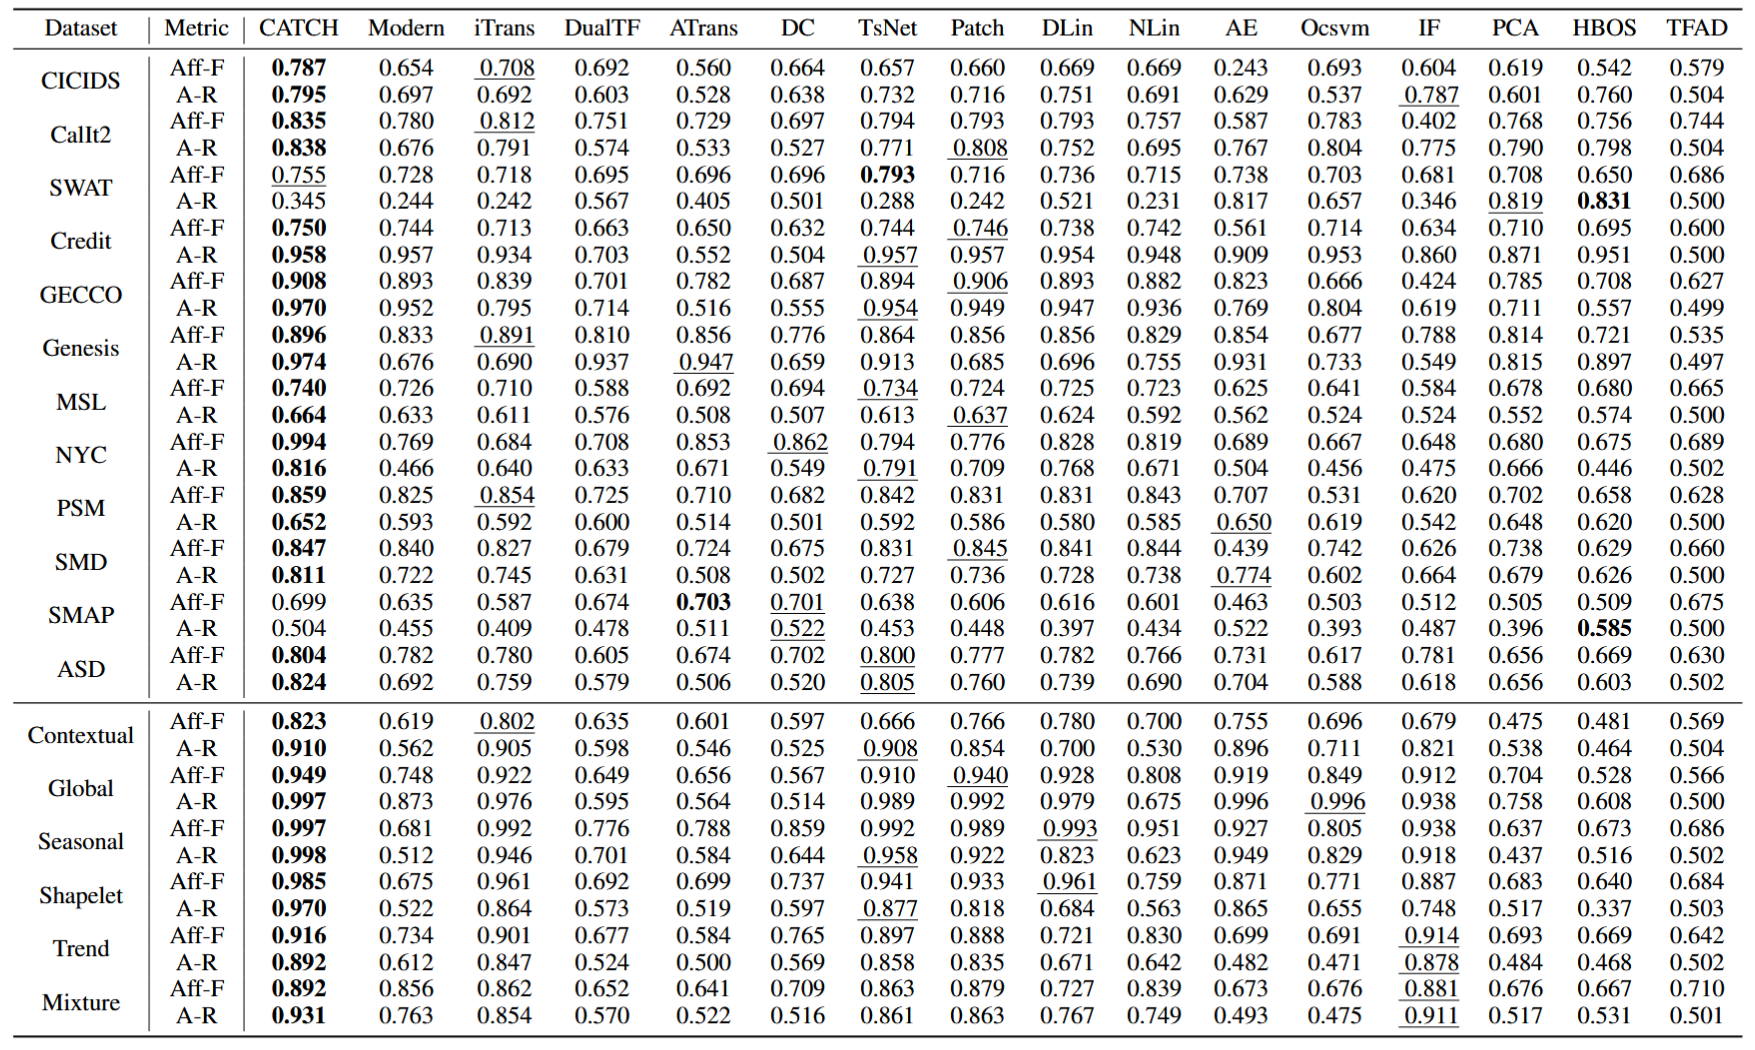 Dataset Metric CATCH Modern iTrans DualTF ATrans DC TsNet Patch DLin NLin AE Ocsvm IF PCA HBOS TFAD
CICIDS Aff-F 0.787 0.654 0.708 0.692 0.560 0.664 0.657 0.660 0.669 0.669 0.243 0.693 0.604 0.619 0.542 0.579
A-R 0.795 0.697 0.692 0.603 0.528 0.638 0.732 0.716 0.751 0.691 0.629 0.537 0.787 0.601 0.760 0.504
CalIt2 Aff-F 0.835 0.780 0.812 0.751 0.729 0.697 0.794 0.793 0.793 0.757 0.587 0.783 0.402 0.768 0.756 0.744
A-R 0.838 0.676 0.791 0.574 0.533 0.527 0.771 0.808 0.752 0.695 0.767 0.804 0.775 0.790 0.798 0.504
SWAT Aff-F 0.755 0.728 0.718 0.695 0.696 0.696 0.793 0.716 0.736 0.715 0.738 0.703 0.681 0.708 0.650 0.686
A-R 0.345 0.244 0.242 0.567 0.405 0.501 0.288 0.242 0.521 0.231 0.817 0.657 0.346 0.819 0.831 0.500
Credit Aff-F 0.750 0.744 0.713 0.663 0.650 0.632 0.744 0.746 0.738 0.742 0.561 0.714 0.634 0.710 0.695 0.600
A-R 0.958 0.957 0.934 0.703 0.552 0.504 0.957 0.957 0.954 0.948 0.909 0.953 0.860 0.871 0.951 0.500
GECCO Aff-F 0.908 0.893 0.839 0.701 0.782 0.687 0.894 0.906 0.893 0.882 0.823 0.666 0.424 0.785 0.708 0.627
A-R 0.970 0.952 0.795 0.714 0.516 0.555 0.954 0.949 0.947 0.936 0.769 0.804 0.619 0.711 0.557 0.499
Genesis Aff-F 0.896 0.833 0.891 0.810 0.856 0.776 0.864 0.856 0.856 0.829 0.854 0.677 0.788 0.814 0.721 0.535
A-R 0.974 0.676 0.690 0.937 0.947 0.659 0.913 0.685 0.696 0.755 0.931 0.733 0.549 0.815 0.897 0.497
MSL Aff-F 0.740 0.726 0.710 0.588 0.692 0.694 0.734 0.724 0.725 0.723 0.625 0.641 0.584 0.678 0.680 0.665
A-R 0.664 0.633 0.611 0.576 0.508 0.507 0.613 0.637 0.624 0.592 0.562 0.524 0.524 0.552 0.574 0.500
NYC Aff-F 0.994 0.769 0.684 0.708 0.853 0.862 0.794 0.776 0.828 0.819 0.689 0.667 0.648 0.680 0.675 0.689
A-R 0.816 0.466 0.640 0.633 0.671 0.549 0.791 0.709 0.768 0.671 0.504 0.456 0.475 0.666 0.446 0.502
PSM Aff-F 0.859 0.825 0.854 0.725 0.710 0.682 0.842 0.831 0.831 0.843 0.707 0.531 0.620 0.702 0.658 0.628
A-R 0.652 0.593 0.592 0.600 0.514 0.501 0.592 0.586 0.580 0.585 0.650 0.619 0.542 0.648 0.620 0.500
SMD Aff-F 0.847 0.840 0.827 0.679 0.724 0.675 0.831 0.845 0.841 0.844 0.439 0.742 0.626 0.738 0.629 0.660
A-R 0.811 0.722 0.745 0.631 0.508 0.502 0.727 0.736 0.728 0.738 0.774 0.602 0.664 0.679 0.626 0.500
SMAP Aff-F 0.699 0.635 0.587 0.674 0.703 0.701 0.638 0.606 0.616 0.601 0.463 0.503 0.512 0.505 0.509 0.675
A-R 0.504 0.455 0.409 0.478 0.511 0.522 0.453 0.448 0.397 0.434 0.522 0.393 0.487 0.396 0.585 0.500
ASD Aff-F 0.804 0.782 0.780 0.605 0.674 0.702 0.800 0.777 0.782 0.766 0.731 0.617 0.781 0.656 0.669 0.630
A-R 0.824 0.692 0.759 0.579 0.506 0.520 0.805 0.760 0.739 0.690 0.704 0.588 0.618 0.656 0.603 0.502
Contextual Aff-F 0.823 0.619 0.802 0.635 0.601 0.597 0.666 0.766 0.780 0.700 0.755 0.696 0.679 0.475 0.481 0.569
A-R 0.910 0.562 0.905 0.598 0.546 0.525 0.908 0.854 0.700 0.530 0.896 0.711 0.821 0.538 0.464 0.504
Global Aff-F 0.949 0.748 0.922 0.649 0.656 0.567 0.910 0.940 0.928 0.808 0.919 0.849 0.912 0.704 0.528 0.566
A-R 0.997 0.873 0.976 0.595 0.564 0.514 0.989 0.992 0.979 0.675 0.996 0.996 0.938 0.758 0.608 0.500
Seasonal Aff-F 0.997 0.681 0.992 0.776 0.788 0.859 0.992 0.989 0.993 0.951 0.927 0.805 0.938 0.637 0.673 0.686
A-R 0.998 0.512 0.946 0.701 0.584 0.644 0.958 0.922 0.823 0.623 0.949 0.829 0.918 0.437 0.516 0.502
Shapelet Aff-F 0.985 0.675 0.961 0.692 0.699 0.737 0.941 0.933 0.961 0.759 0.871 0.771 0.887 0.683 0.640 0.684
A-R 0.970 0.522 0.864 0.573 0.519 0.597 0.877 0.818 0.684 0.563 0.865 0.655 0.748 0.517 0.337 0.503
Trend Aff-F 0.916 0.734 0.901 0.677 0.584 0.765 0.897 0.888 0.721 0.830 0.699 0.691 0.914 0.693 0.669 0.642
A-R 0.892 0.612 0.847 0.524 0.500 0.569 0.858 0.835 0.671 0.642 0.482 0.471 0.878 0.484 0.468 0.502
Mixture Aff-F 0.892 0.856 0.862 0.652 0.641 0.709 0.863 0.879 0.727 0.839 0.673 0.676 0.881 0.676 0.667 0.710
A-R 0.931 0.763 0.854 0.570 0.522 0.516 0.861 0.863 0.767 0.749 0.493 0.475 0.911 0.517 0.531 0.501